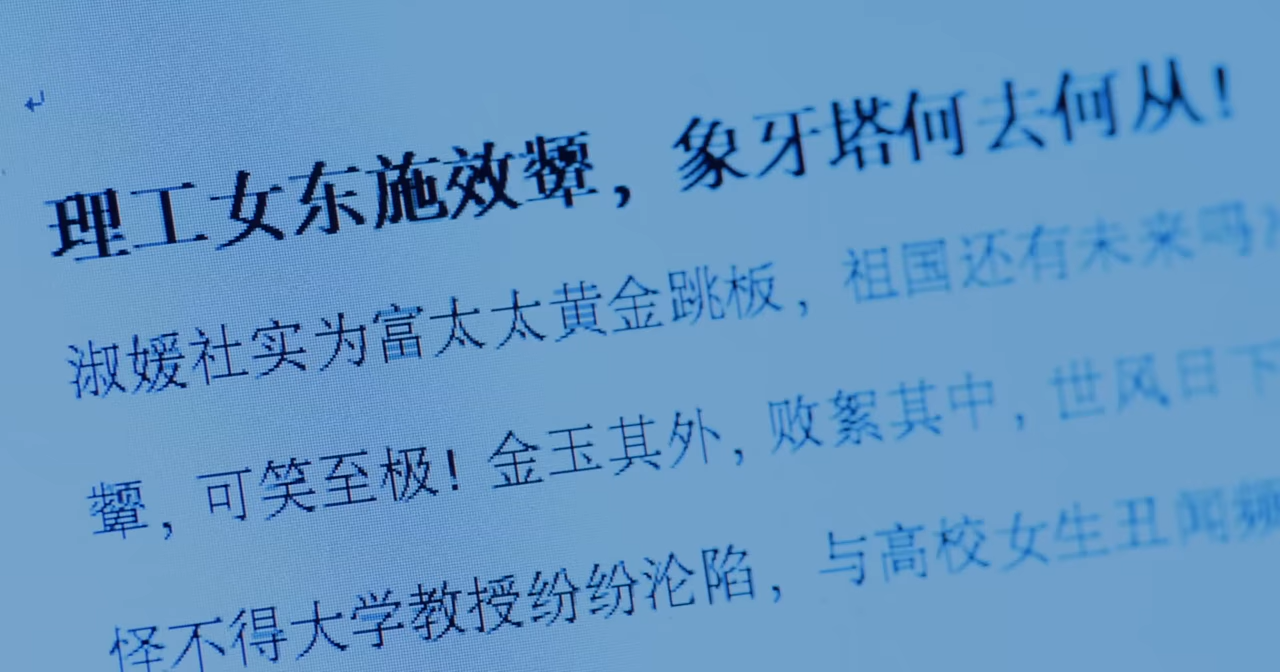 理工女东施效颦，象牙塔何去何从！
淑媛社实为富太太黄金跳板，祖国还有未来吗？
颦，可笑至极！金玉其外，败絮其中，世风日下
怪不得大学教授纷纷沦陷，与高校女生丑闻频